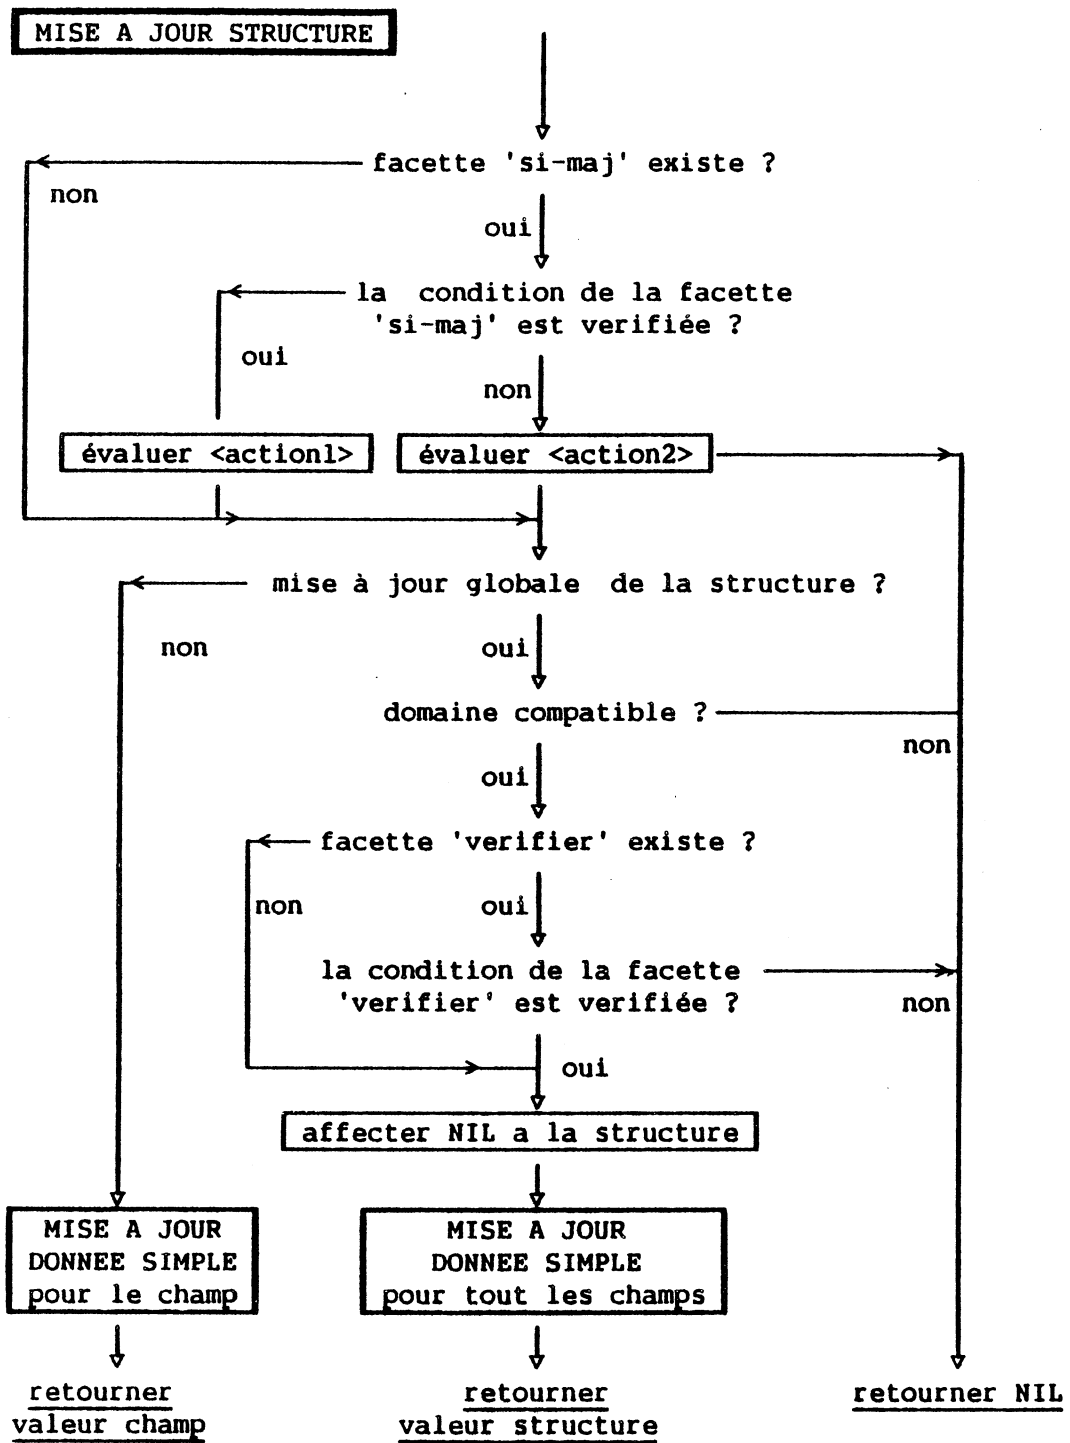 MISE A JOUR STRUCTURE
facette 'si-maj' existe ?
non
oui
la condition de la facette
'si-maj' est verifiée ?
oui
non
évaluer <action1>
évaluer <action2>
mise à jour globale de la structure ?
non
oui
domaine compatible ?
non
oui
facette 'verifier' existe ?
non
oui
la condition de la facette
'verifier' est verifiée ?
non
oui
affecter NIL a la structure
MISE A JOUR
DONNEE SIMPLE
pour le champ
MISE A JOUR
DONNEE SIMPLE
pour tout les champs
retourner
valeur champ
retourner
valeur structure
retourner NIL